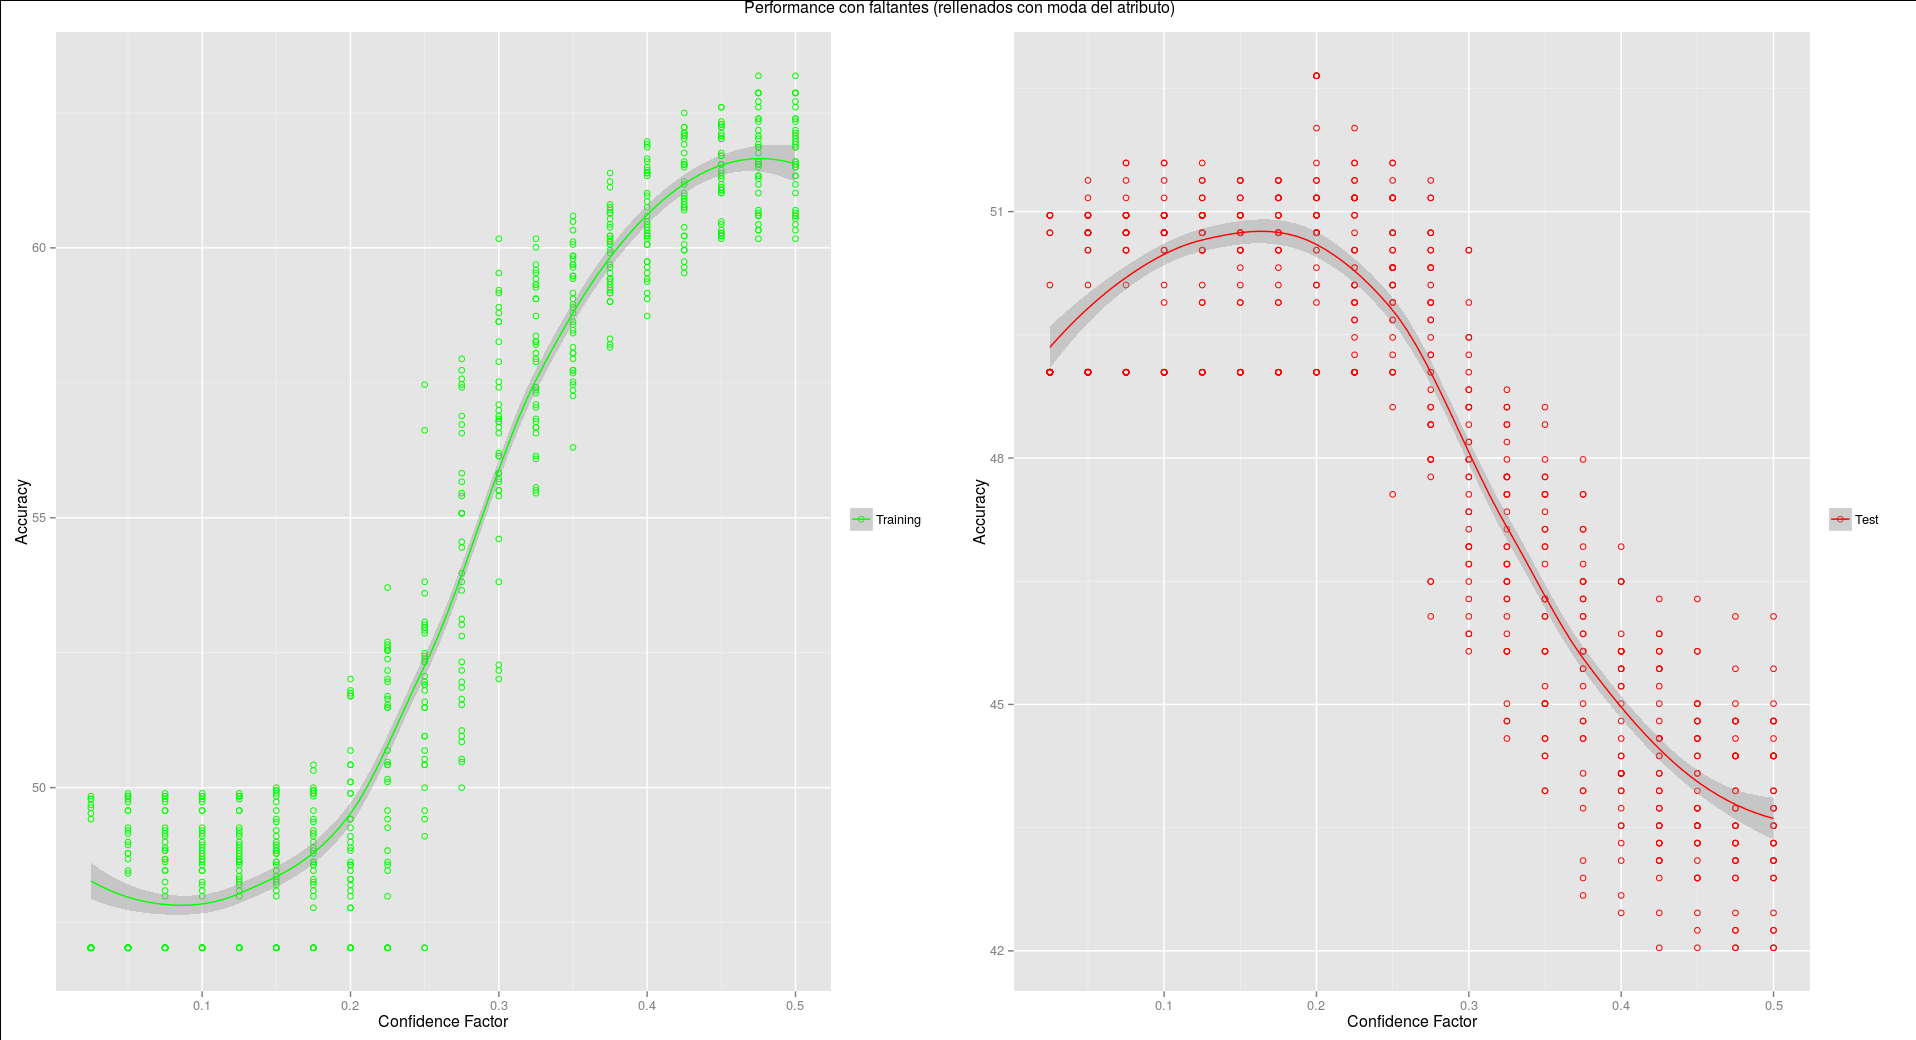 Performance con faltantes (rellenados con moda del atributo)
Accuracy
60
55
50
0.1 0.2 0.3 0.4 0.5
Confidence Factor
Training
Accuracy
51
48
45
42
0.1 0.2 0.3 0.4 0.5
Confidence Factor
Test